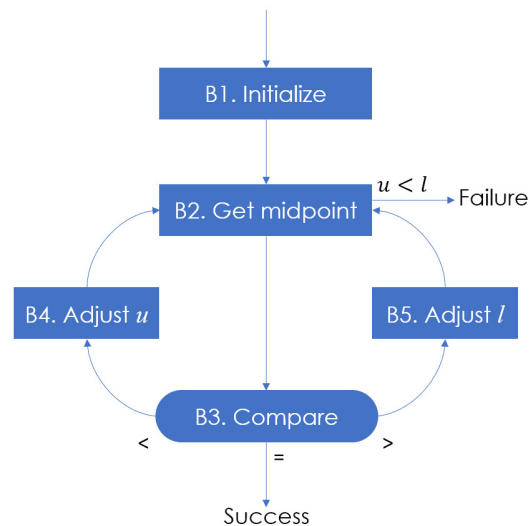 B1. Initialize
u < l
B2. Get midpoint
Failure
B4. Adjust u
B5. Adjust l
B3. Compare
<
=
>
Success